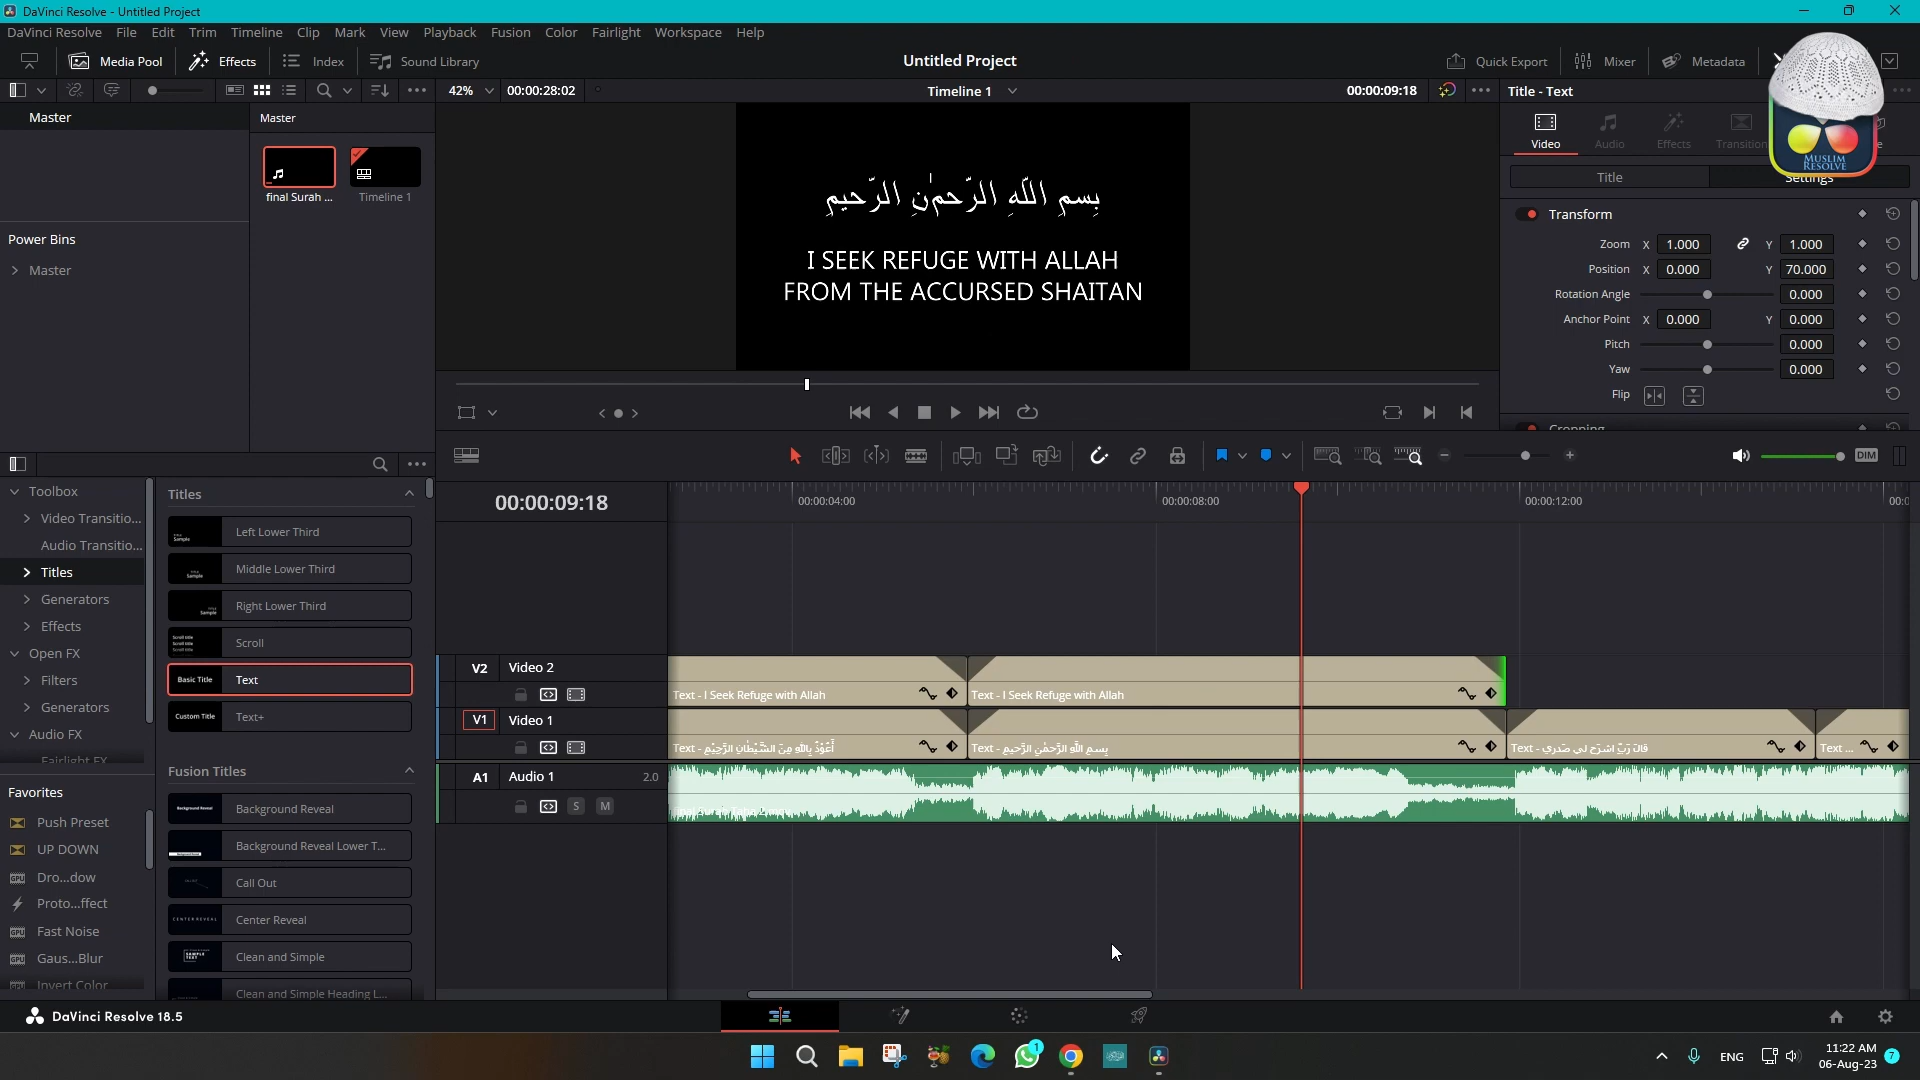 DaVinci Resolve - Untitled Project
DaVinci Resolve File Edit Trim Timeline Clip Mark View Playback Fusion Color Fairlight Workspace Help
Media Pool Effects Index Sound Library Untitled Project Quick Export Mixer Metadata
42% 00:00:28:02 Timeline 1 00:00:09:18 Title - Text
Master Master
final Surah ... Timeline 1
Power Bins
Master
بِسمِ اللَّهِ الرَّحمٰنِ الرَّحيمِ
I SEEK REFUGE WITH ALLAH
FROM THE ACCURSED SHAITAN
MUSLIM
RESOLVE
Video Audio Effects Transition
Title Settings
Transform
Zoom X 1.000 Y 1.000
Position X 0.000 Y 70.000
Rotation Angle 0.000
Anchor Point X 0.000 Y 0.000
Pitch 0.000
Yaw 0.000
Flip
Cropping
DIM
Toolbox
Video Transitio...
Audio Transitio...
Titles
Generators
Effects
Open FX
Filters
Generators
Audio FX
Fairlight FX
Favorites
Push Preset
UP DOWN
Dro...dow
Proto...ffect
Fast Noise
Gaus...Blur
Invert Color
Titles
Left Lower Third
Middle Lower Third
Right Lower Third
Scroll
Basic Title Text
Custom Title Text+
Fusion Titles
Background Reveal
Background Reveal Lower T...
Call Out
Center Reveal
Clean and Simple
Clean and Simple Heading L...
00:00:09:18 00:00:04:00 00:00:08:00 00:00:12:00
V2 Video 2
Text - I Seek Refuge with Allah Text - I Seek Refuge with Allah
V1 Video 1
Text - أَعُوْذُ بِاللهِ مِنَ الشَّيْطَانِ الرَّجِيْمِ Text - بِسمِ اللَّهِ الرَّحمٰنِ الرَّحيمِ Text - قالَ رَبِّ اشرَح لي صَدري Text ...
A1 Audio 1 2.0
S M
DaVinci Resolve 18.5
1
ENG
11:22 AM
06-Aug-23
7